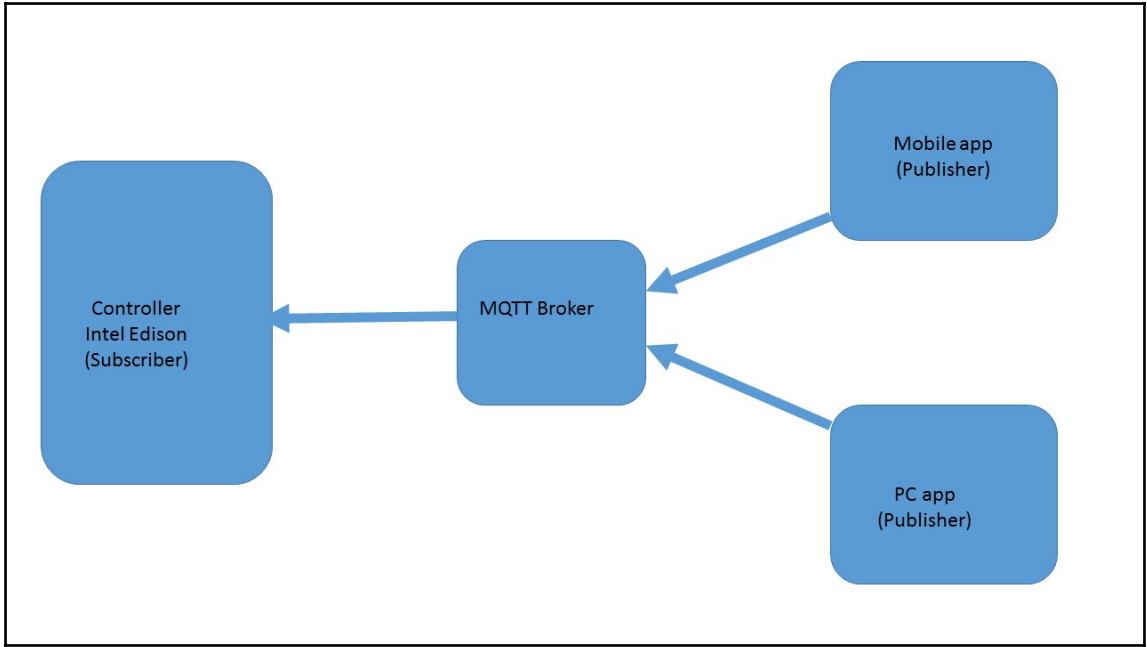 Controller
Intel Edison
(Subscriber)
MQTT Broker
Mobile app
(Publisher)
PC app
(Publisher)